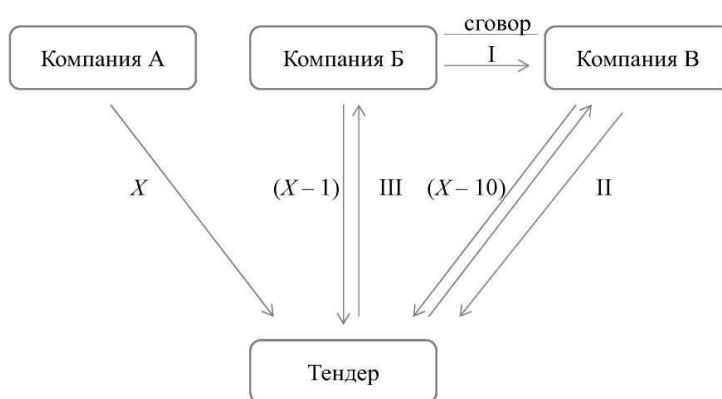 сговор
Компания А
Компания Б
I
Компания В
X
(X – 1)
III
(X – 10)
II
Тендер